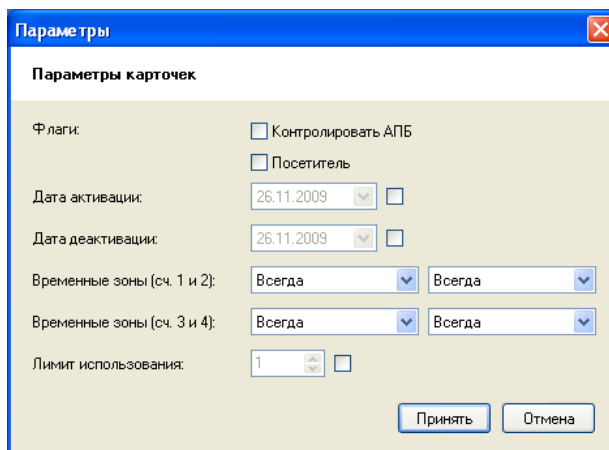 Параметры
Параметры карточек
Флаги:
Контролировать АПБ
Посетитель
Дата активации: 26.11.2009
Дата деактивации: 26.11.2009
Временные зоны (сч. 1 и 2): Всегда Всегда
Временные зоны (сч. 3 и 4): Всегда Всегда
Лимит использования: 1
Принять Отмена